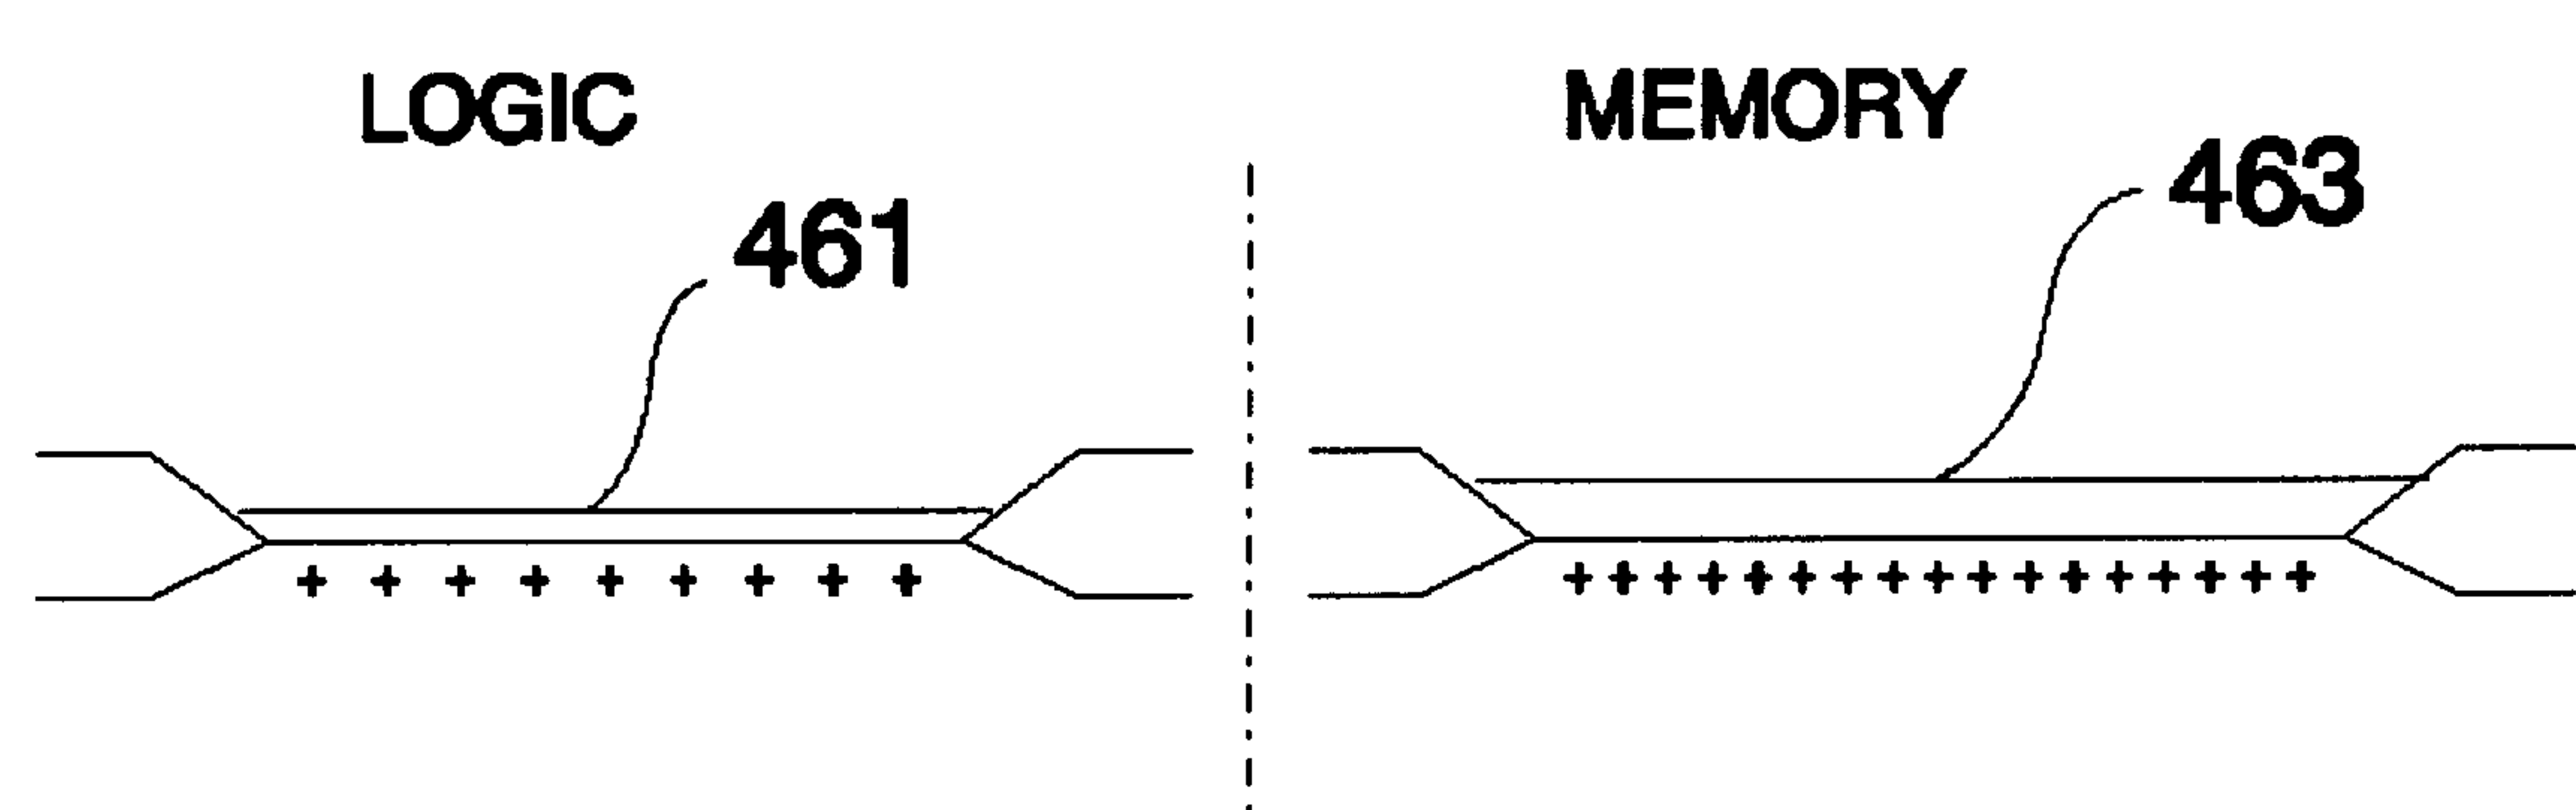 LOGIC
MEMORY
461
463
+ + + + + + + + +
+ + + + + + + + + + + + + + + + +